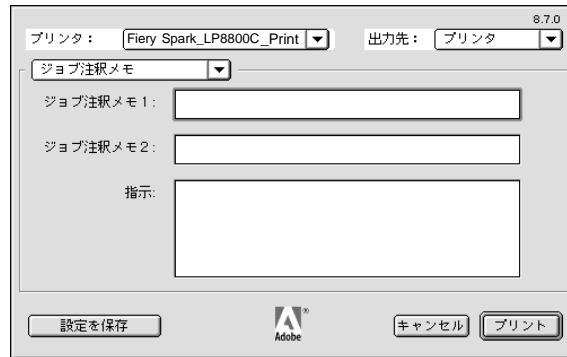 8.7.0
プリンタ： Fiery Spark_LP8800C_Print 出力先： プリンタ
ジョブ注釈メモ
ジョブ注釈メモ１:
ジョブ注釈メモ２:
指示:
設定を保存 Adobe ® キャンセル プリント